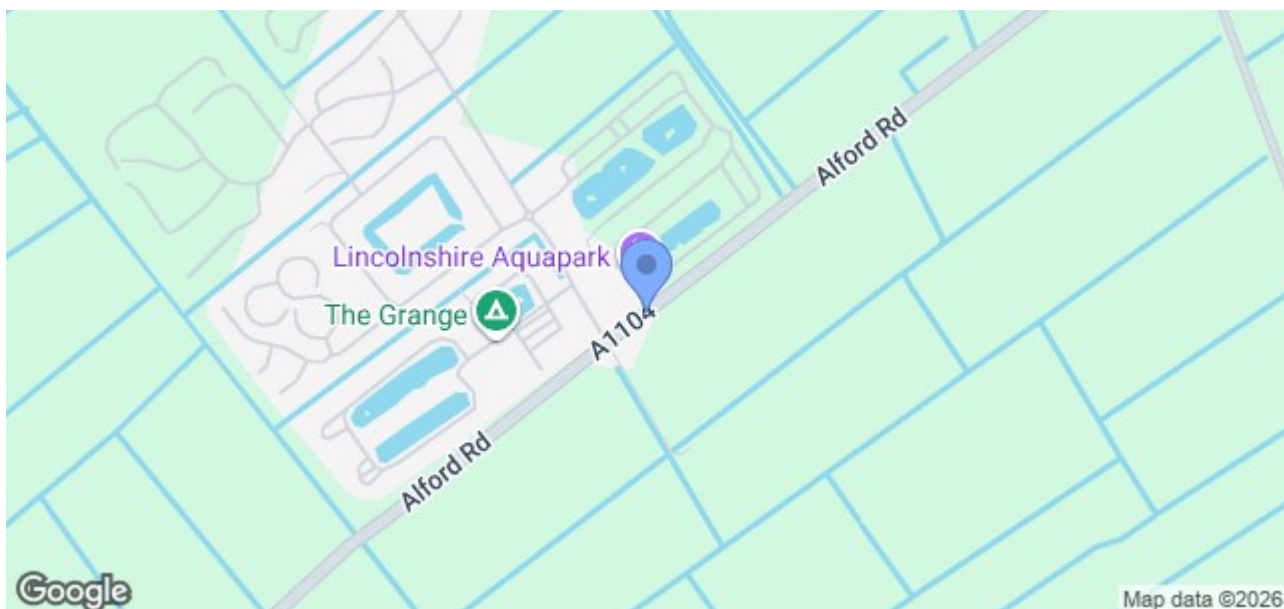 Alford Rd
Lincolnshire Aquapark
The Grange
A1104
Alford Rd
Google
Map data ©2026